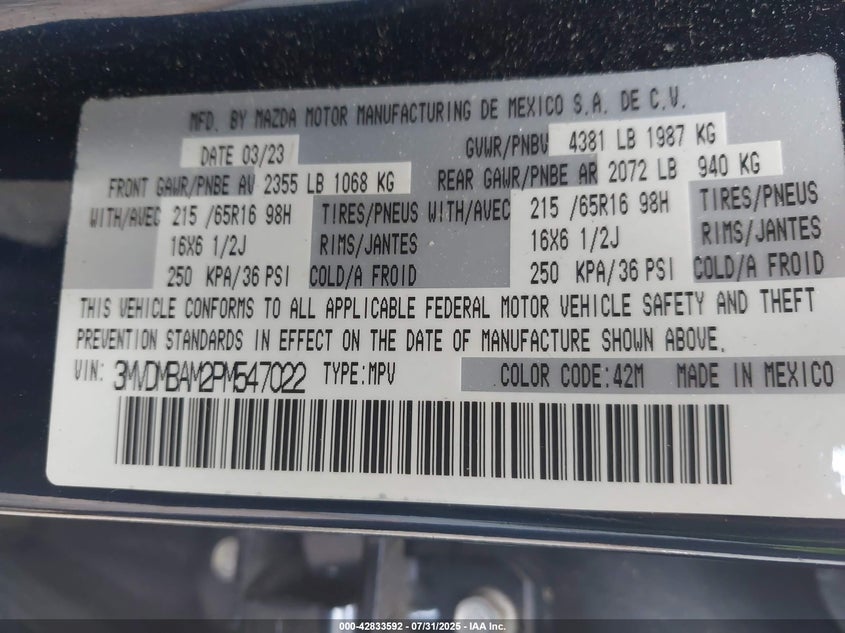 MFD. BY MAZDA MOTOR MANUFACTURING DE MEXICO S.A. DE C.V.
DATE 03/23 GVWR/PNBV 4381 LB 1987 KG
FRONT GAWR/PNBE AV 2355 LB 1068 KG REAR GAWR/PNBE AR 2072 LB 940 KG
WITH/AVEC 215 /65R16 98H TIRES/PNEUS WITH/AVEC 215 /65R16 98H TIRES/PNEUS
16X6 1/2J RIMS/JANTES 16X6 1/2J RIMS/JANTES
250 KPA/36 PSI COLD/A FROID 250 KPA/36 PSI COLD/A FROID
THIS VEHICLE CONFORMS TO ALL APPLICABLE FEDERAL MOTOR VEHICLE SAFETY AND THEFT
PREVENTION STANDARDS IN EFFECT ON THE DATE OF MANUFACTURE SHOWN ABOVE.
VIN: 3MVDMBAM2PM547022 TYPE:MPV COLOR CODE:42M MADE IN MEXICO
000-42833592 - 07/31/2025 - IAA Inc.